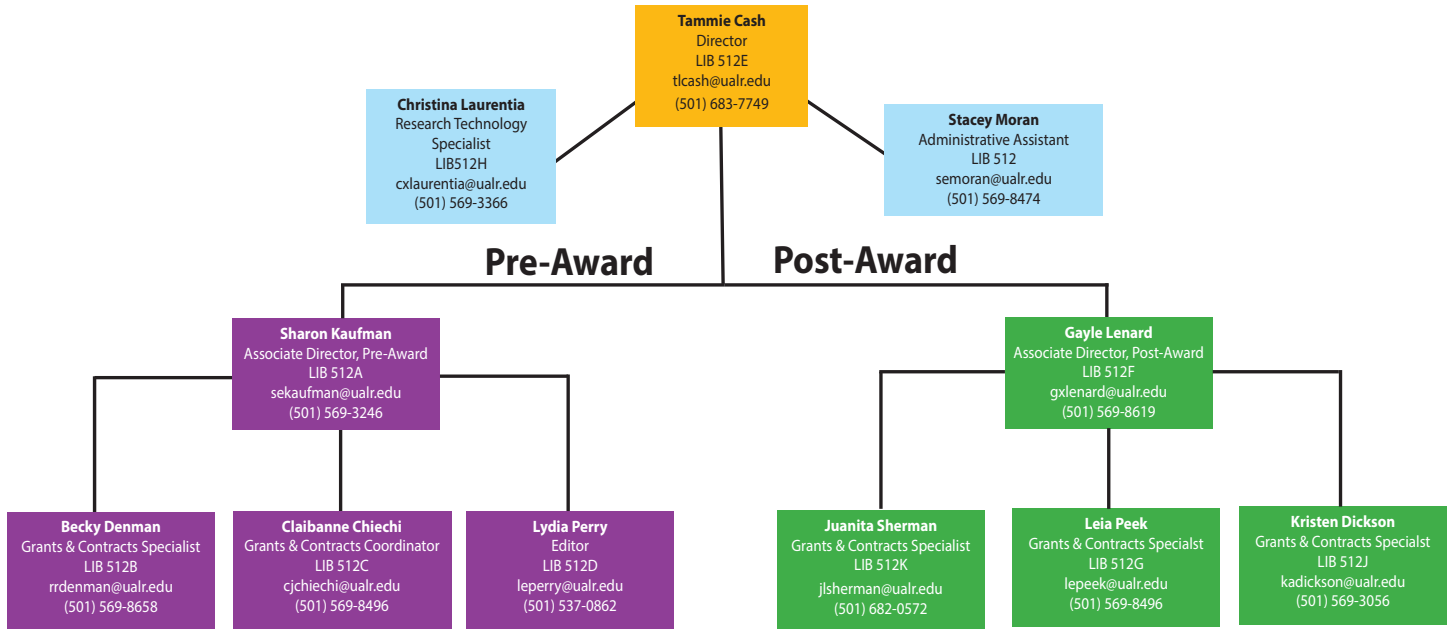 Tammie Cash
Director
LIB 512E
tlcash@ualr.edu
(501) 683-7749
Christina Laurentia
Research Technology
Specialist
LIB512H
cxlaurentia@ualr.edu
(501) 569-3366
Stacey Moran
Administrative Assistant
LIB 512
semoran@ualr.edu
(501) 569-8474
Pre-Award
Post-Award
Sharon Kaufman
Associate Director, Pre-Award
LIB 512A
sekaufman@ualr.edu
(501) 569-3246
Gayle Lenard
Associate Director, Post-Award
LIB 512F
gxlenard@ualr.edu
(501) 569-8619
Becky Denman
Grants & Contracts Specialist
LIB 512B
rrdenman@ualr.edu
(501) 569-8658
Claibanne Chiechi
Grants & Contracts Coordinator
LIB 512C
cjchiechi@ualr.edu
(501) 569-8496
Lydia Perry
Editor
LIB 512D
leperry@ualr.edu
(501) 537-0862
Juanita Sherman
Grants & Contracts Specialist
LIB 512K
jlsherman@ualr.edu
(501) 682-0572
Leia Peek
Grants & Contracts Specialst
LIB 512G
lepeek@ualr.edu
(501) 569-8496
Kristen Dickson
Grants & Contracts Specialst
LIB 512J
kadickson@ualr.edu
(501) 569-3056